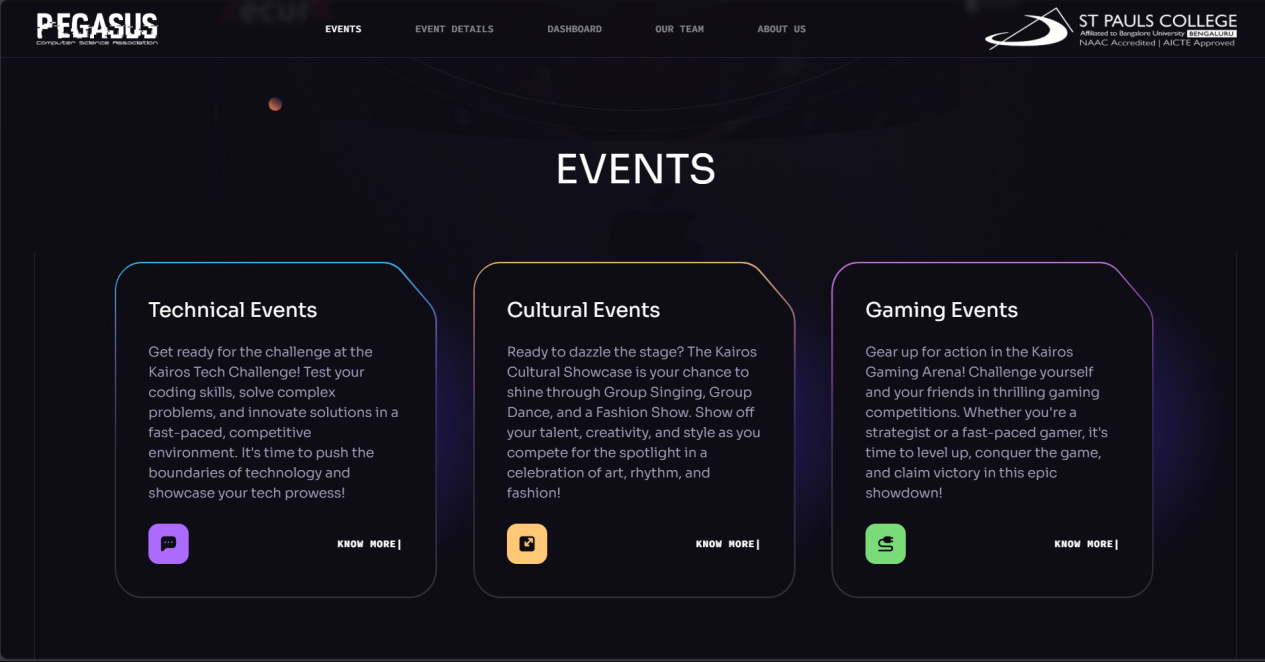 PEGASUS
Computer Science Association
EVENTS
EVENT DETAILS
DASHBOARD
OUR TEAM
ABOUT US
ST PAULS COLLEGE
Affiliated to Bangalore University BENGALURU
NAAC Accredited | AICTE Approved
EVENTS
Technical Events
Get ready for the challenge at the
Kairos Tech Challenge! Test your
coding skills, solve complex
problems, and innovate solutions in a
fast-paced, competitive
environment. It's time to push the
boundaries of technology and
showcase your tech prowess!
KNOW MORE|
Cultural Events
Ready to dazzle the stage? The Kairos
Cultural Showcase is your chance to
shine through Group Singing, Group
Dance, and a Fashion Show. Show off
your talent, creativity, and style as you
compete for the spotlight in a
celebration of art, rhythm, and
fashion!
KNOW MORE|
Gaming Events
Gear up for action in the Kairos
Gaming Arena! Challenge yourself
and your friends in thrilling gaming
competitions. Whether you're a
strategist or a fast-paced gamer, it's
time to level up, conquer the game,
and claim victory in this epic
showdown!
KNOW MORE|